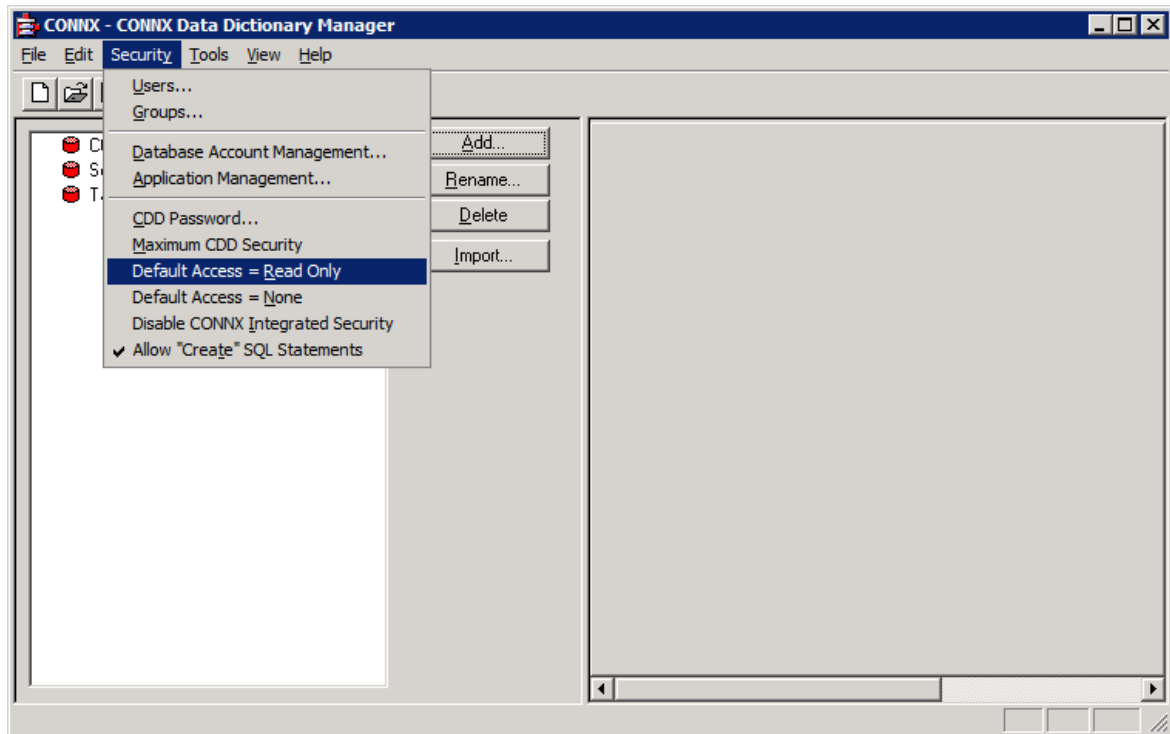 CONNX - CONNX Data Dictionary Manager
File Edit Security Tools View Help
Users...
Groups...
Database Account Management...
Application Management...
CDD Password...
Maximum CDD Security
Default Access = Read Only
Default Access = None
Disable CONNX Integrated Security
Allow "Create" SQL Statements
Add...
Rename...
Delete
Import...